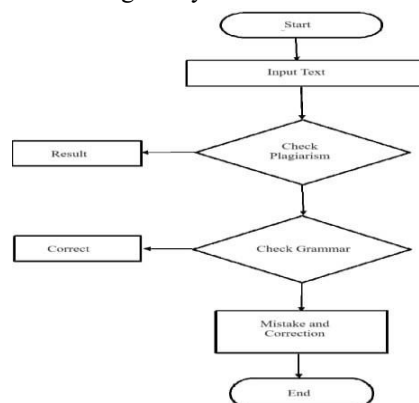 Start
Input Text
Check
Plagiarism
Result
Check Grammar
Correct
Mistake and
Correction
End